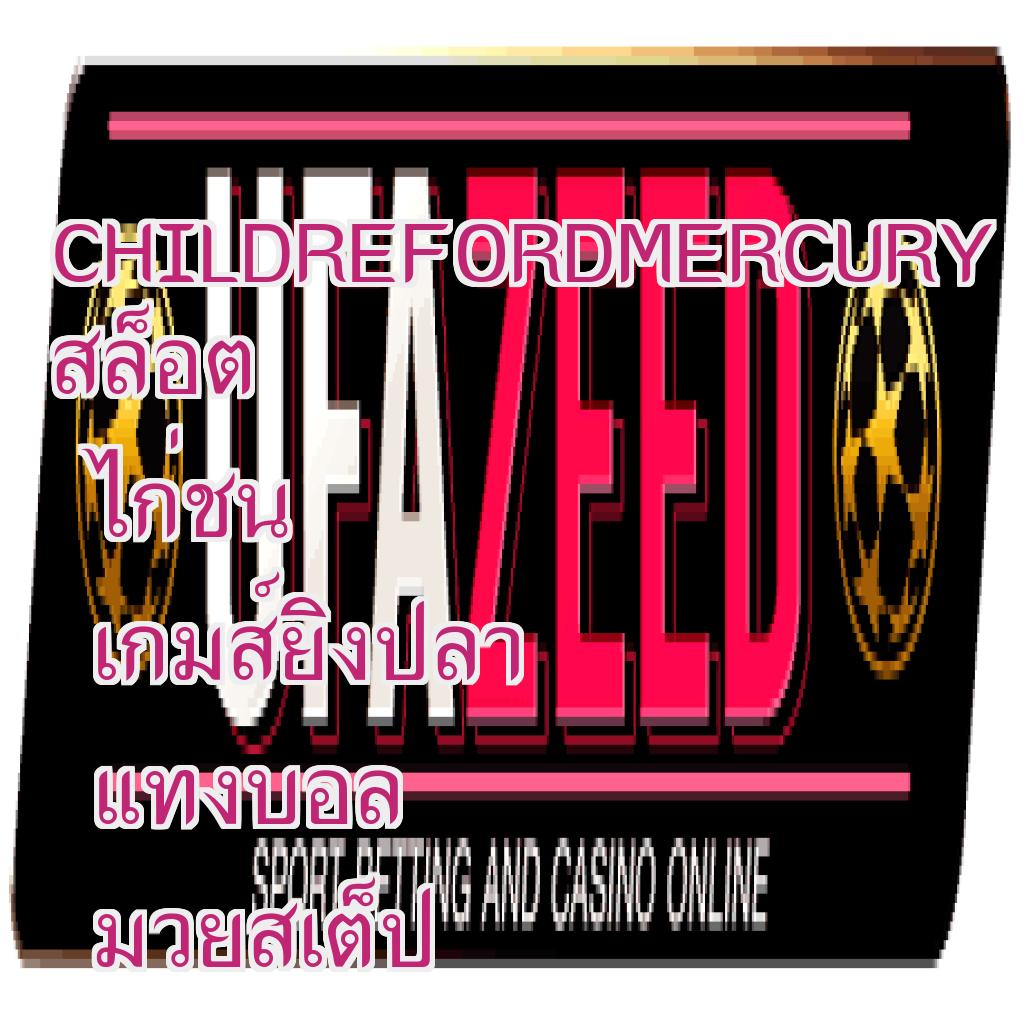 UFAZEED
CHILDREFORDMERCURY
สล็อต
ไก่ชน
เกมส์ยิงปลา
แทงบอล
SPORT BETTING AND CASINO ONLINE
มวยสเต็ป